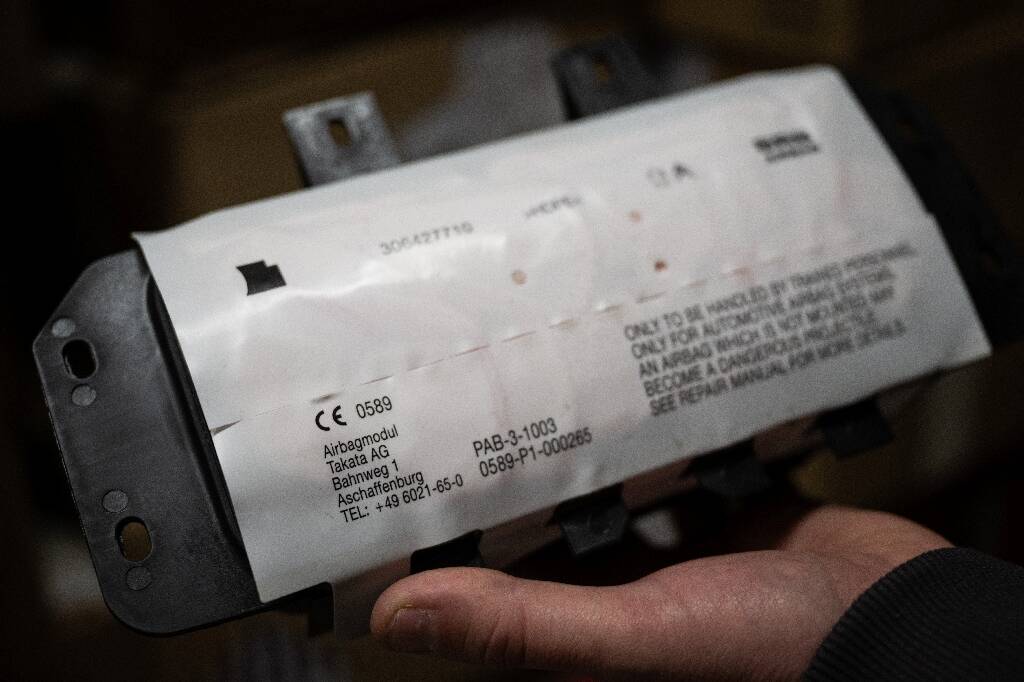 306427710
>HDPE<
A
CE 0589
Airbagmodul
Takata AG
Bahnweg 1
Aschaffenburg
TEL: +49 6021-65-0
PAB-3-1003
0589-P1-000265
ONLY TO BE HANDLED BY TRAINED PERSONNEL
ONLY FOR AUTOMOTIVE AIRBAG SYSTEMS
AN AIRBAG WHICH IS NOT MOUNTED MAY
BECOME A DANGEROUS PROJECTILE
SEE REPAIR MANUAL FOR MORE DETAILS